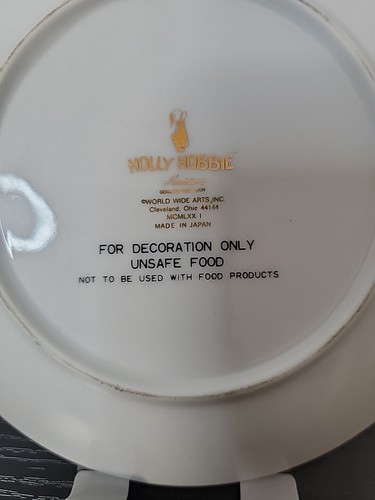 HOLLY HOBBIE
©WORLD WIDE ARTS, INC.
Cleveland, Ohio 44144
MCMLXX I
MADE IN JAPAN
FOR DECORATION ONLY
UNSAFE FOOD
NOT TO BE USED WITH FOOD PRODUCTS